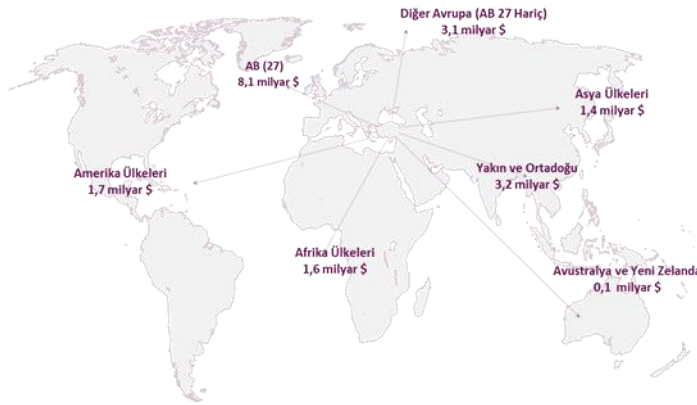 Diğer Avrupa (AB 27 Hariç)
3,1 milyar $
AB (27)
8,1 milyar $
Asya Ülkeleri
1,4 milyar $
Amerika Ülkeleri
1,7 milyar $
Yakın ve Ortadoğu
3,2 milyar $
Afrika Ülkeleri
1,6 milyar $
Avustralya ve Yeni Zelanda
0,1 milyar $